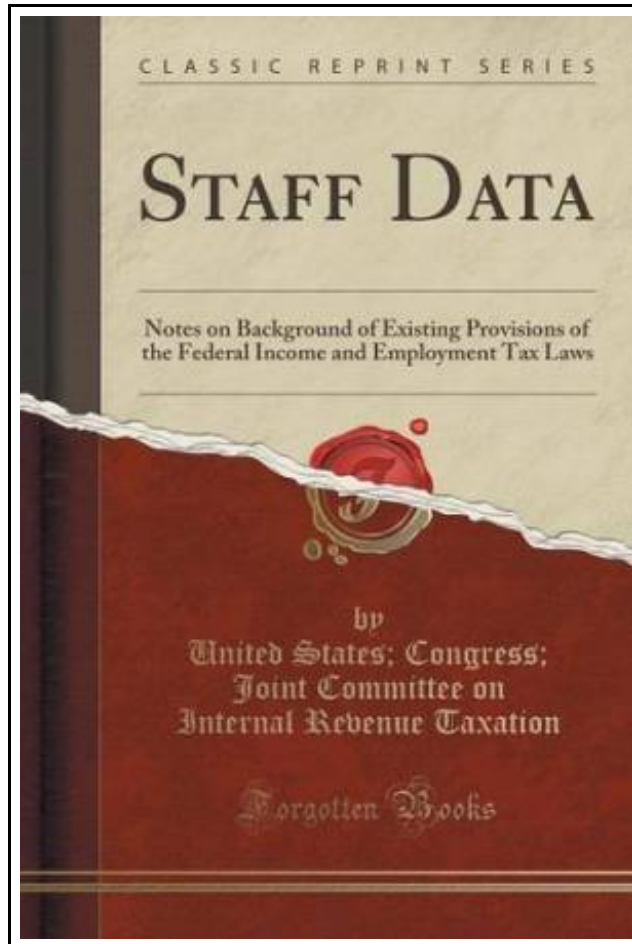 CLASSIC REPRINT SERIES
STAFF DATA
Notes on Background of Existing Provisions of
the Federal Income and Employment Tax Laws
by
United States; Congress;
Joint Committee on
Internal Revenue Taxation
Forgotten Books